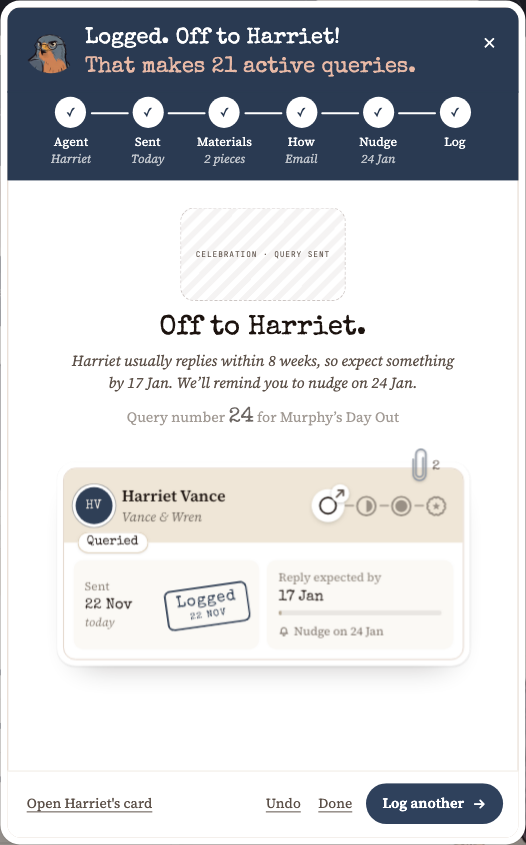 Logged. Off to Harriet!
That makes 21 active queries.
✓ ✓ ✓ ✓ ✓ ✓
Agent Sent Materials How Nudge Log
Harriet Today 2 pieces Email 24 Jan
CELEBRATION · QUERY SENT
Off to Harriet.
Harriet usually replies within 8 weeks, so expect something
by 17 Jan. We’ll remind you to nudge on 24 Jan.
Query number 24 for Murphy’s Day Out
2
HV
Harriet Vance
Vance & Wren
Queried
Sent
22 Nov
today
Logged
22 NOV
Reply expected by
17 Jan
Nudge on 24 Jan
Open Harriet's card Undo Done Log another →